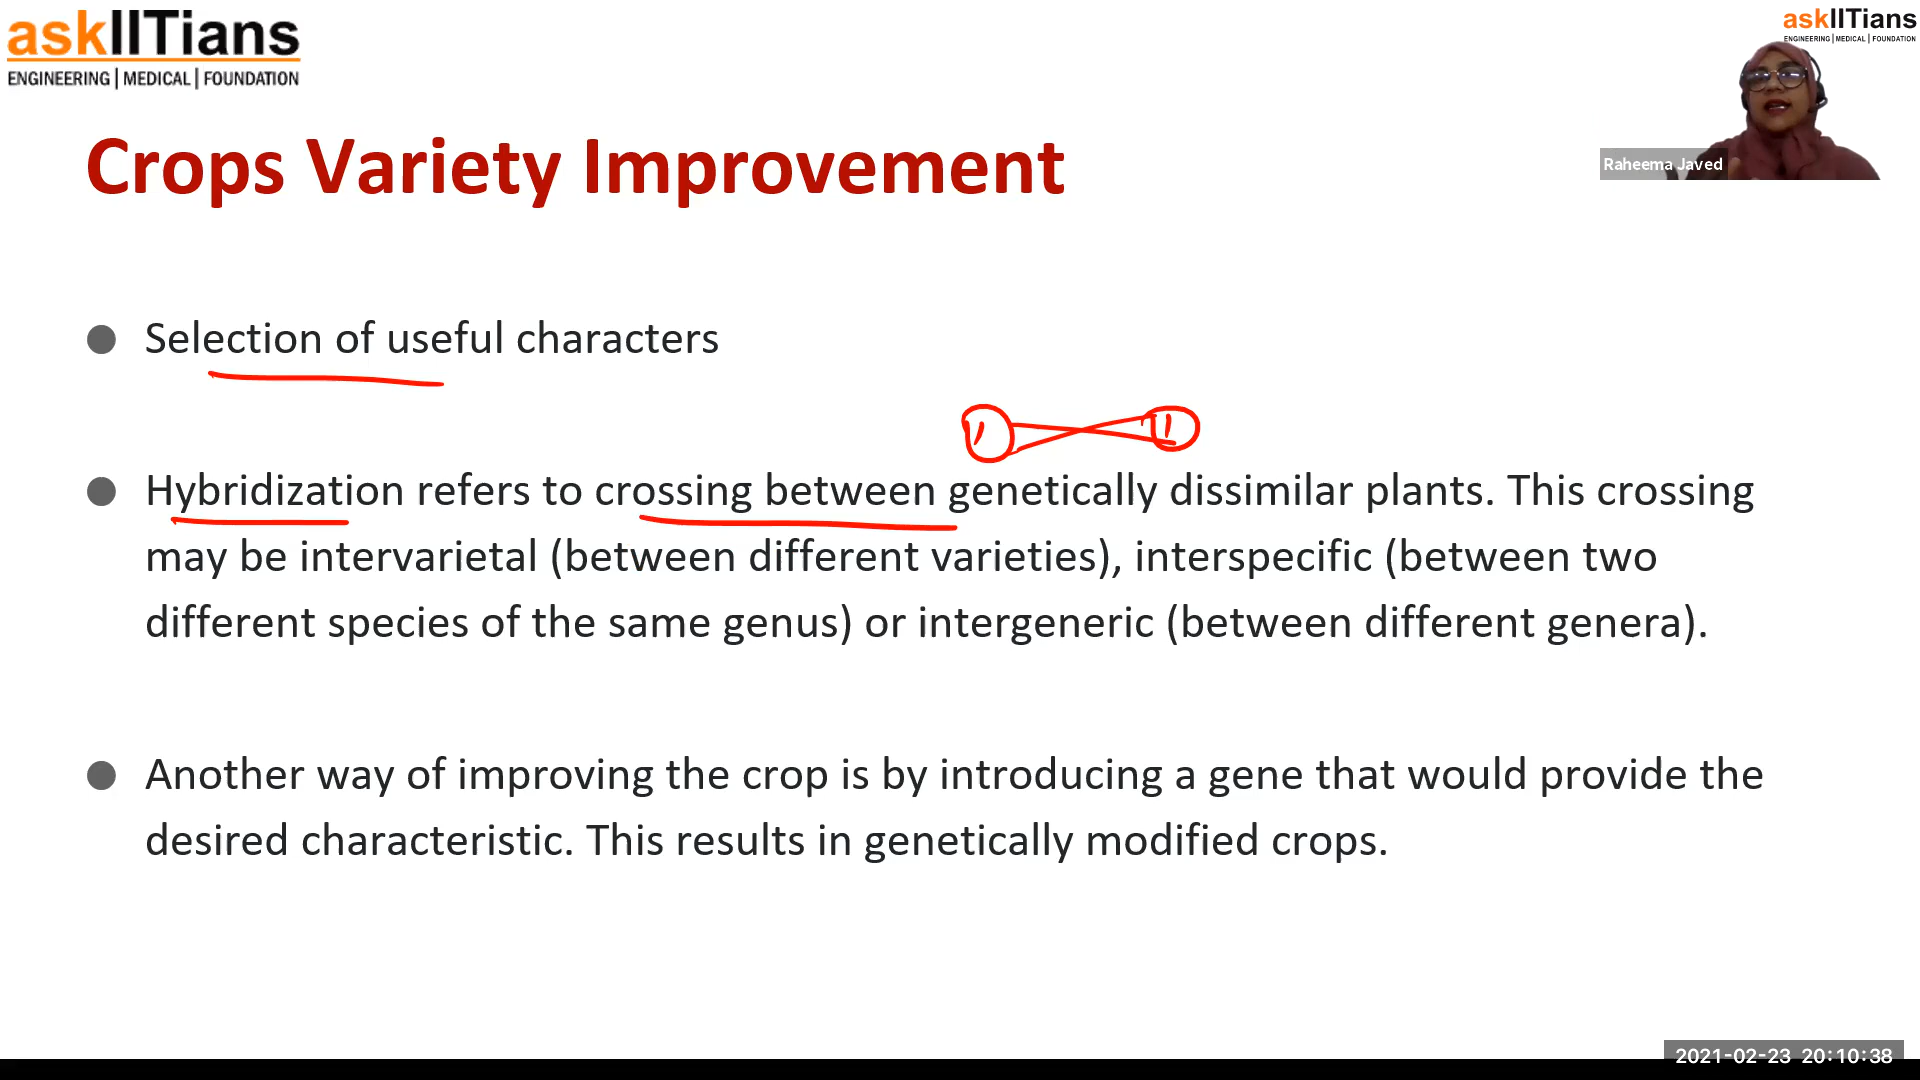 askIITians
ENGINEERING | MEDICAL | FOUNDATION
askIITians
ENGINEERING | MEDICAL | FOUNDATION
Raheema Javed
Crops Variety Improvement
● Selection of useful characters
● Hybridization refers to crossing between genetically dissimilar plants. This crossing
may be intervarietal (between different varieties), interspecific (between two
different species of the same genus) or intergeneric (between different genera).
● Another way of improving the crop is by introducing a gene that would provide the
desired characteristic. This results in genetically modified crops.
2021-02-23 20:10:38